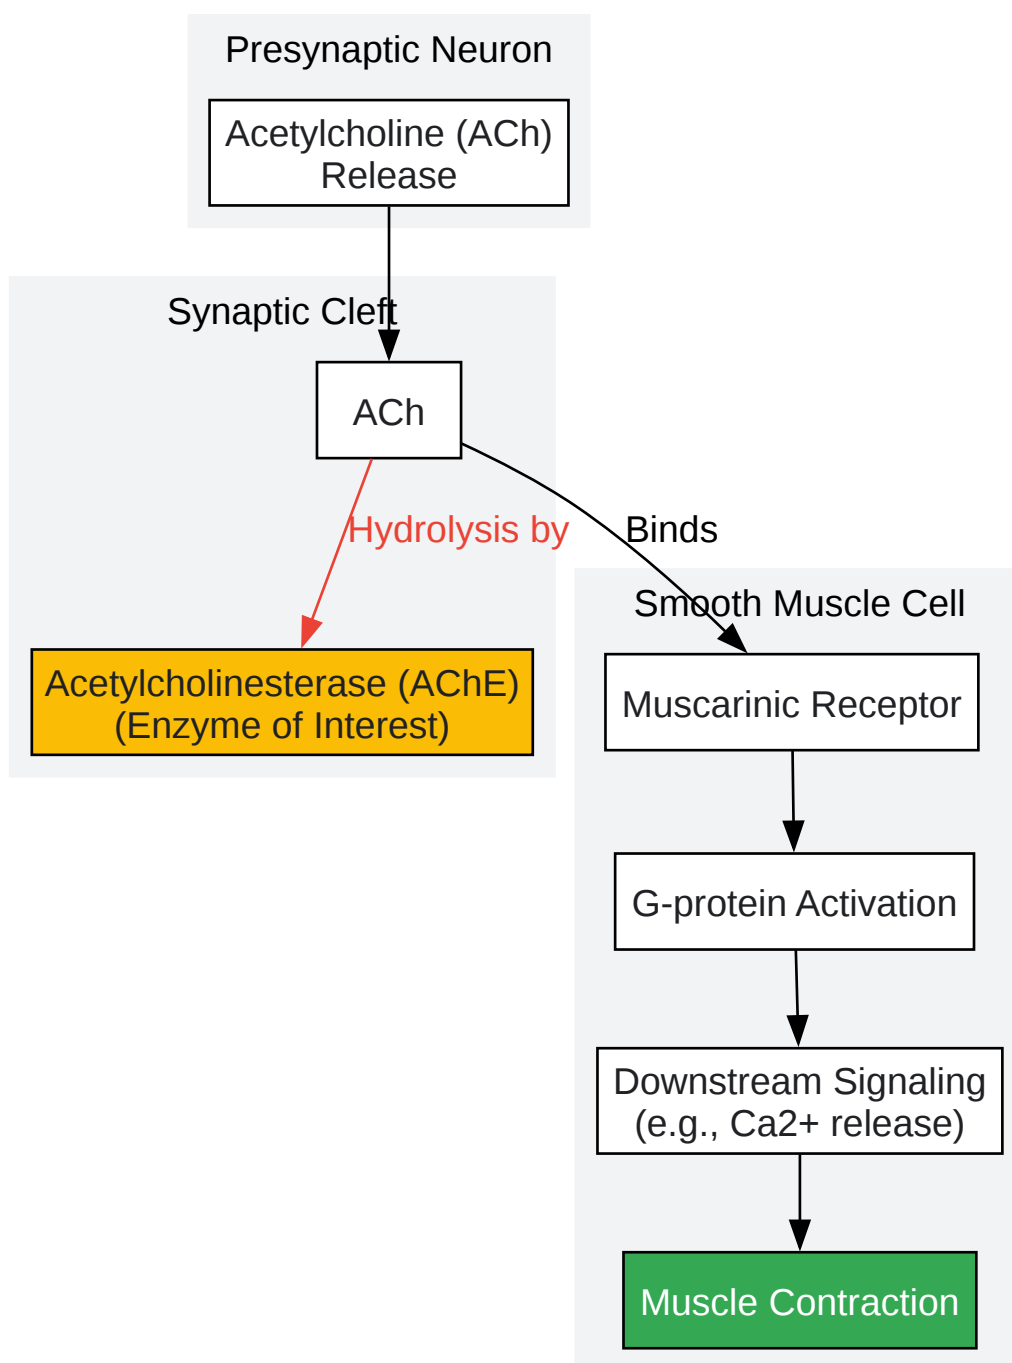 Presynaptic Neuron
Acetylcholine (ACh)
Release
Synaptic Cleft
ACh
Hydrolysis by
Binds
Acetylcholinesterase (AChE)
(Enzyme of Interest)
Smooth Muscle Cell
Muscarinic Receptor
G-protein Activation
Downstream Signaling
(e.g., Ca2+ release)
Muscle Contraction